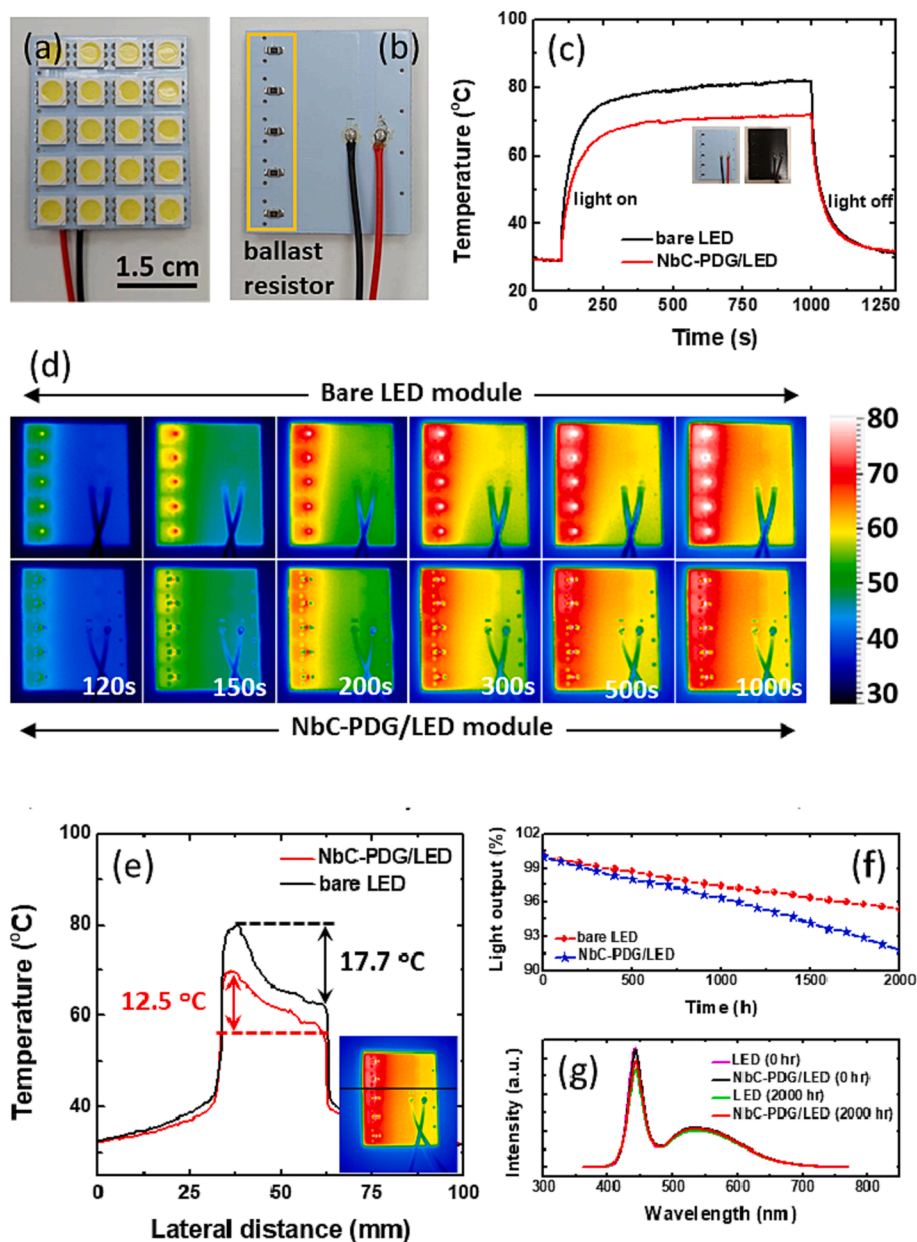 (a)
1.5 cm
(b)
ballast
resistor
(c)
Temperature (°C)
100
80
60
40
20
light on
light off
bare LED
NbC-PDG/LED
0 250 500 750 1000 1250
Time (s)
(d)
Bare LED module
120s 150s 200s 300s 500s 1000s
NbC-PDG/LED module
80
70
60
50
40
30
(e)
Temperature (°C)
100
80
60
40
NbC-PDG/LED
bare LED
17.7 °C
12.5 °C
0 25 50 75 100
Lateral distance (mm)
(f)
Light output (%)
102
99
96
93
90
bare LED
NbC-PDG/LED
0 500 1000 1500 2000
Time (h)
(g)
Intensity (a.u.)
LED (0 hr)
NbC-PDG/LED (0 hr)
LED (2000 hr)
NbC-PDG/LED (2000 hr)
300 400 500 600 700 800
Wavelength (nm)